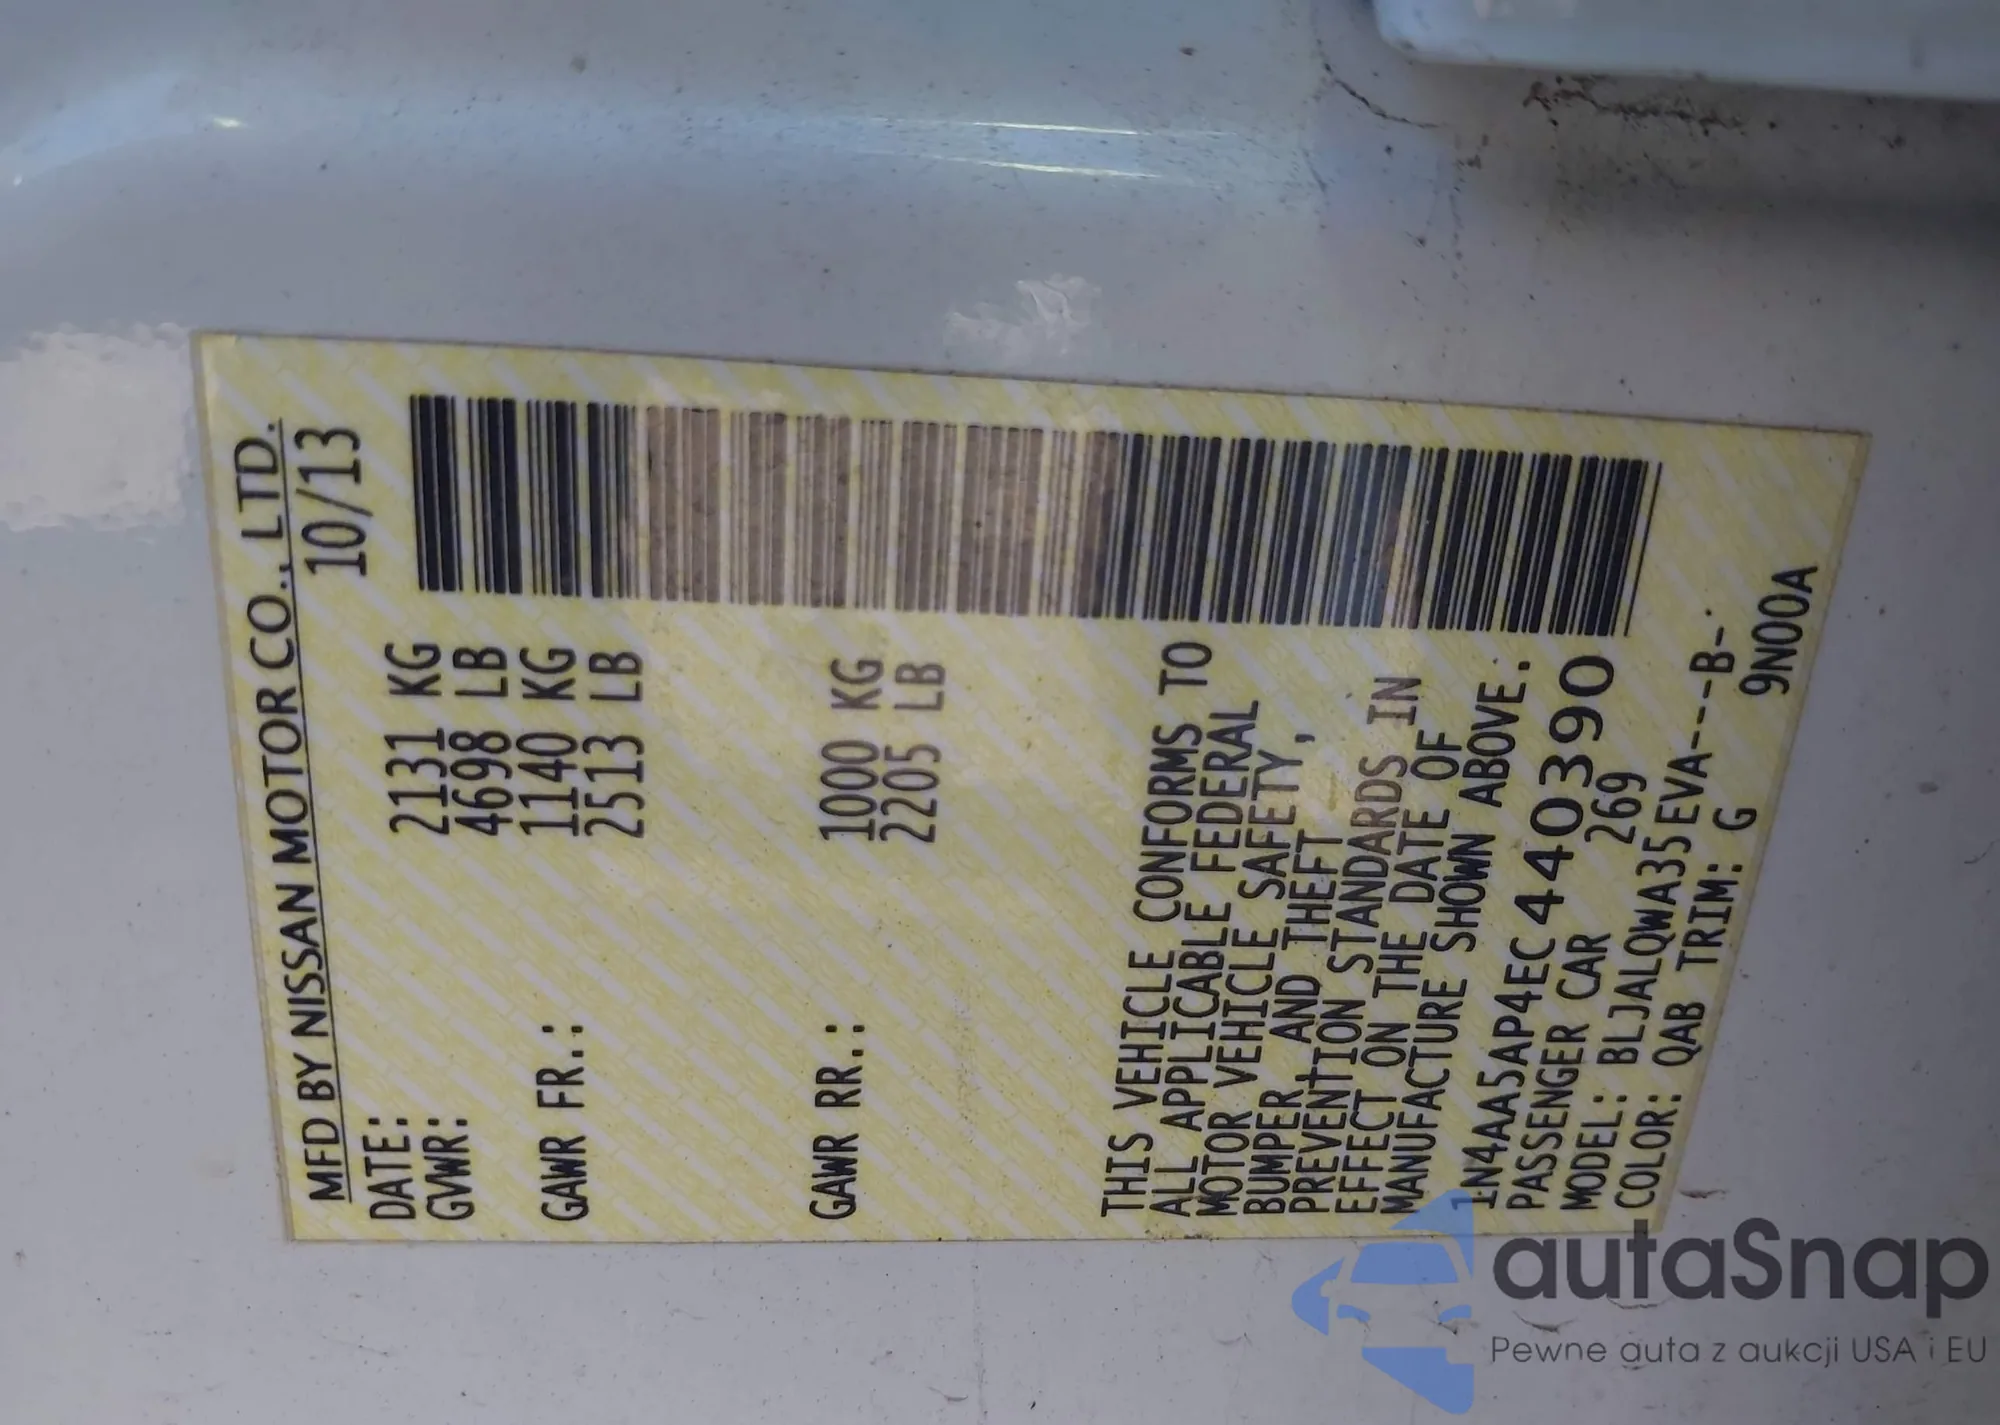 MFD BY NISSAN MOTOR CO., LTD.
DATE: 10/13
GVWR: 2131 KG
4698 LB
GAWR FR.: 1140 KG
2513 LB
GAWR RR.: 1000 KG
2205 LB
THIS VEHICLE CONFORMS TO
ALL APPLICABLE FEDERAL
MOTOR VEHICLE SAFETY,
BUMPER AND THEFT
PREVENTION STANDARDS IN
EFFECT ON THE DATE OF
MANUFACTURE SHOWN ABOVE.
1N4AA5AP4EC440390
PASSENGER CAR 269
MODEL: BLJALQWA35EVA----B-
COLOR: QAB TRIM: G 9N00A
autaSnap
Pewne auta z aukcji USA i EU